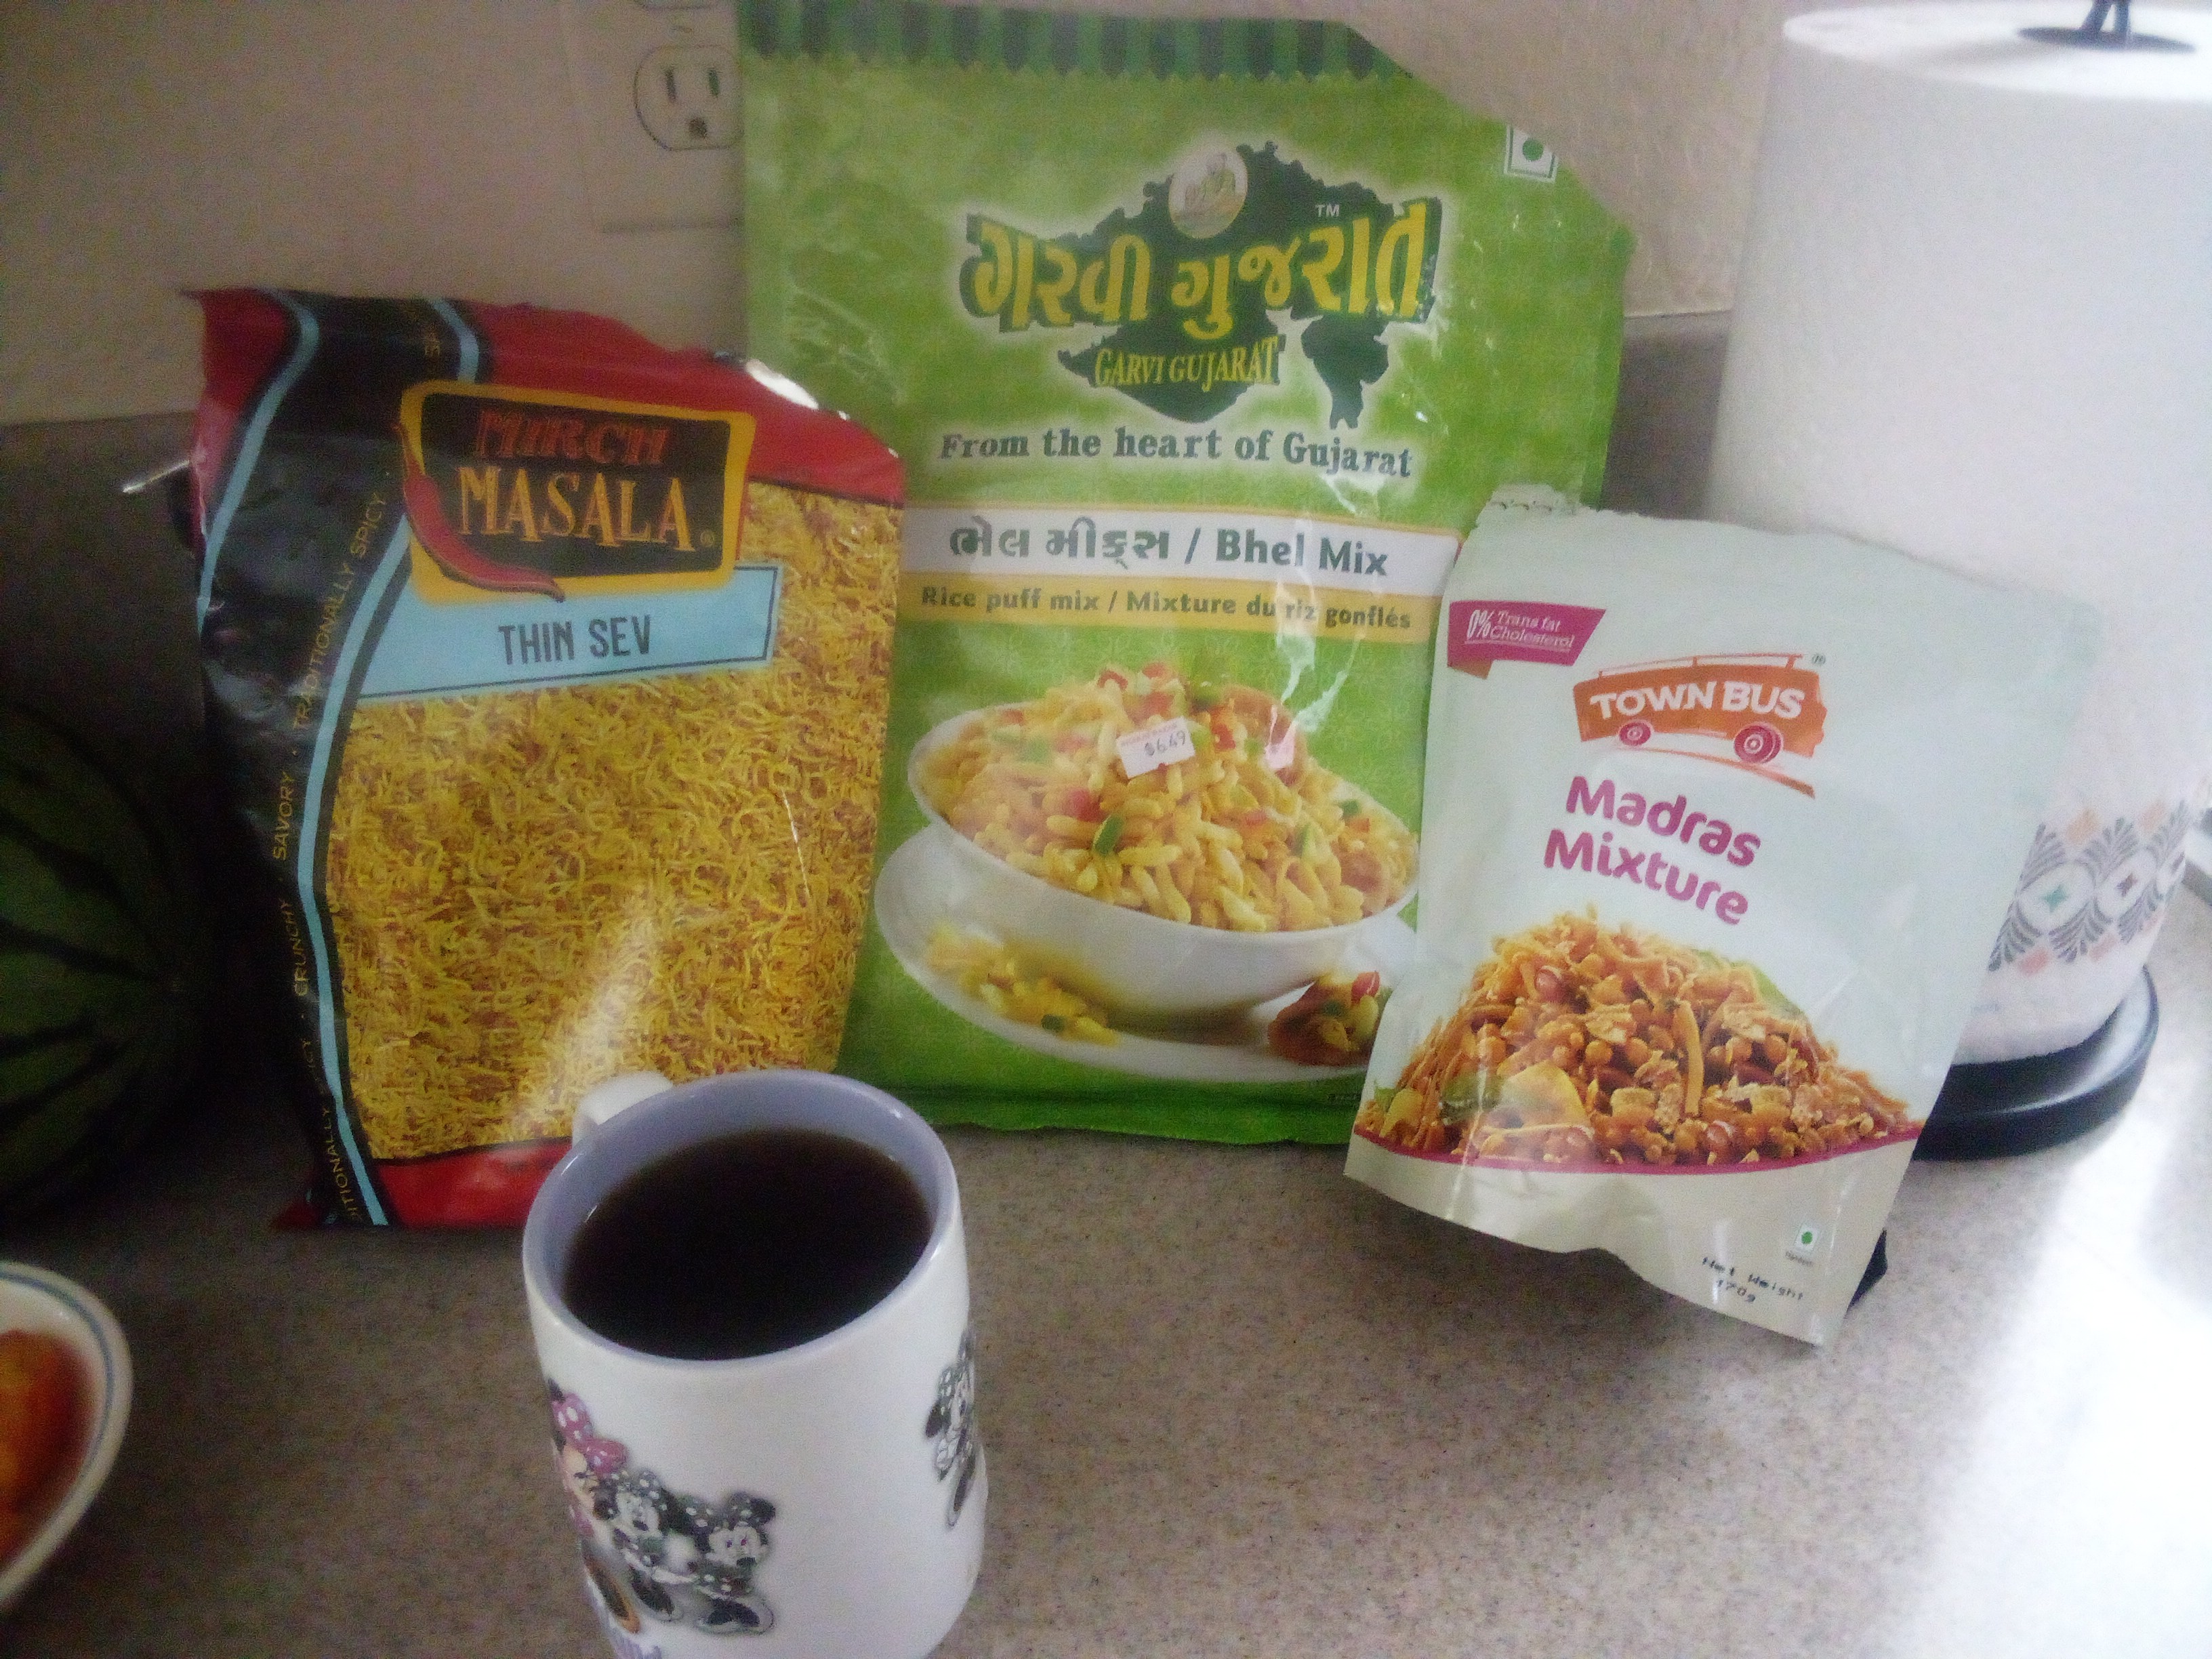 MIRCH
MASALA®
THIN SEV
TRADITIONALLY SPICY
SAVORY
CRUNCHY
TM
ગરવી ગુજરાત
GARVI GUJARAT
From the heart of Gujarat
ભેલ મીક્સ / Bhel Mix
Rice puff mix / Mixture du riz gonflés
$6.49
0% Trans fat
Cholesterol
TOWN BUS®
Madras
Mixture
Net Weight
170g